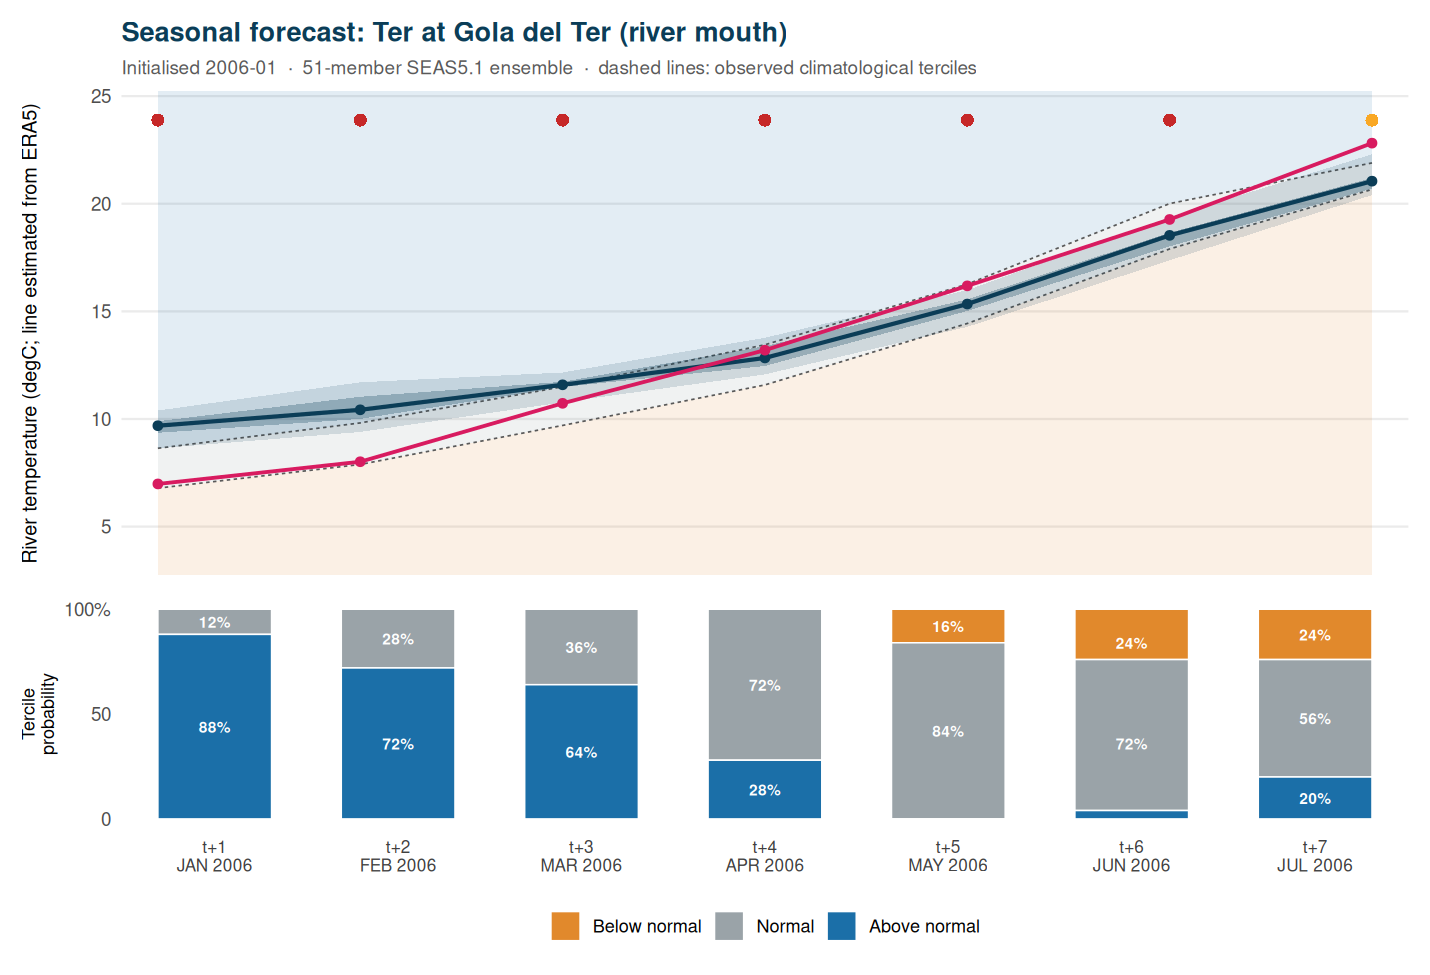 Seasonal forecast: Ter at Gola del Ter (river mouth)
Initialised 2006-01 · 51-member SEAS5.1 ensemble · dashed lines: observed climatological terciles
River temperature (degC; line estimated from ERA5)
25
20
15
10
5
Tercile
probability
100%
50
0
12%
28%
36%
72%
16%
24%
24%
88%
72%
64%
28%
84%
72%
56%
20%
t+1
JAN 2006
t+2
FEB 2006
t+3
MAR 2006
t+4
APR 2006
t+5
MAY 2006
t+6
JUN 2006
t+7
JUL 2006
Below normal
Normal
Above normal